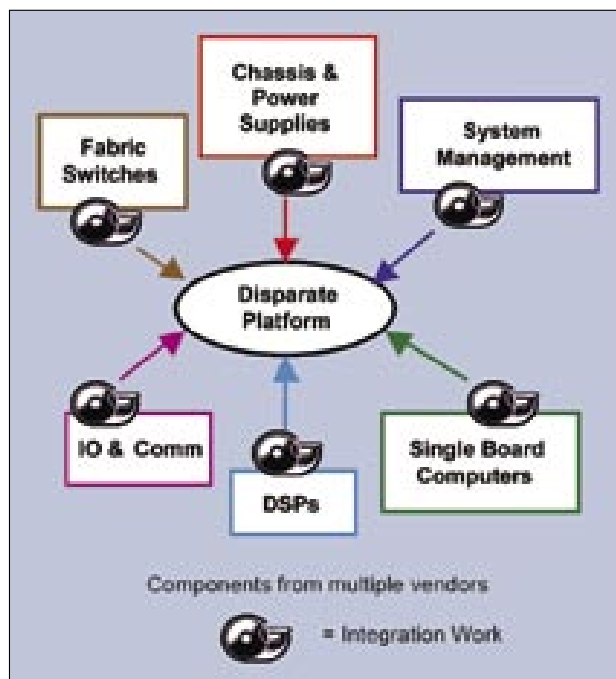 Chassis &
Power
Supplies
Fabric
Switches
System
Management
Disparate
Platform
IO & Comm
DSPs
Single Board
Computers
Components from multiple vendors
= Integration Work